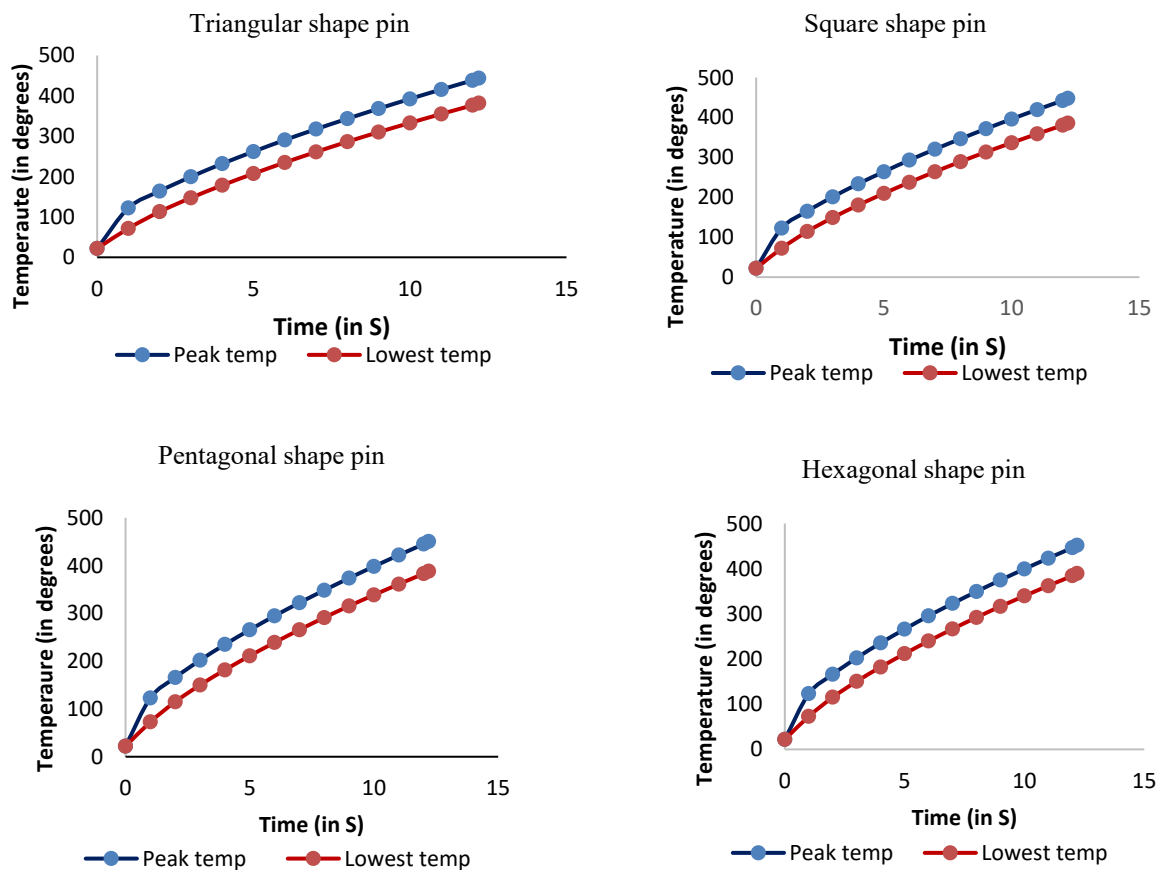 Triangular shape pin
Temperaute (in degrees)
500
400
300
200
100
0
0 5 10 15
Time (in S)
Peak temp Lowest temp
Square shape pin
Temperature (in degres)
500
400
300
200
100
0
0 5 10 15
Time (in S)
Peak temp Lowest temp
Pentagonal shape pin
Temperaure (in degrees)
500
400
300
200
100
0
0 5 10 15
Time (in S)
Peak temp Lowest temp
Hexagonal shape pin
Temperature (in degrees)
500
400
300
200
100
0
0 5 10 15
Time (in S)
Peak temp Lowest temp